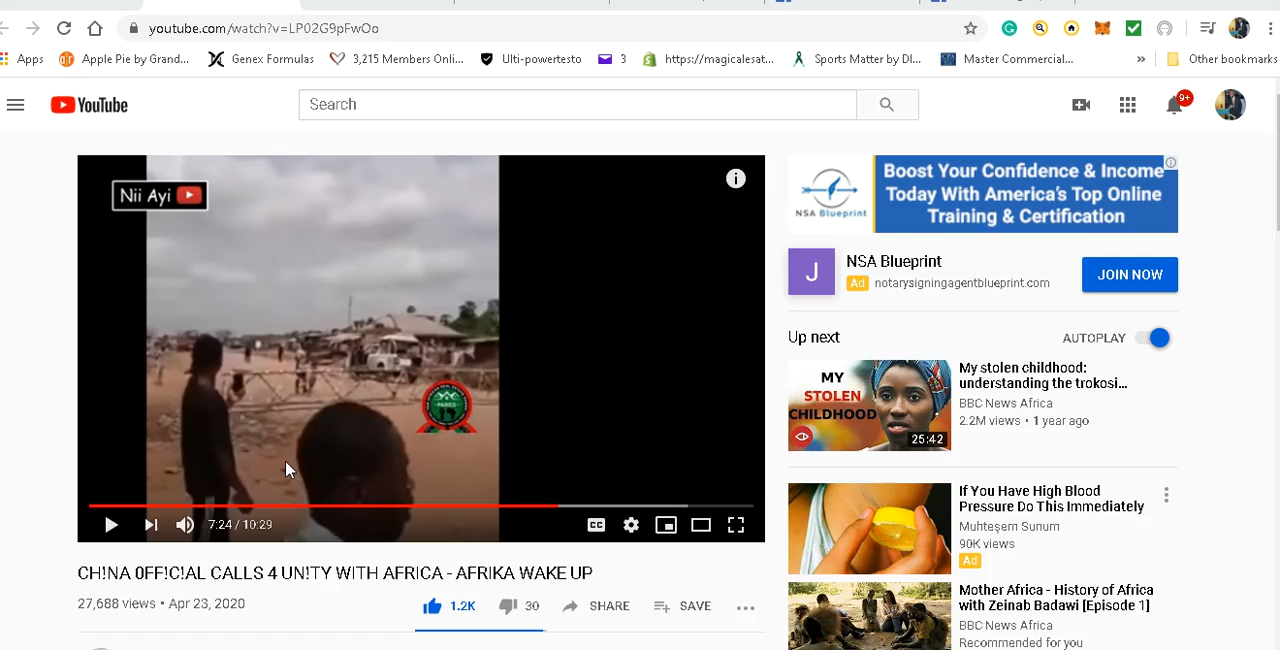 youtube.com/watch?v=LP02G9pFwOo
Apps
Apple Pie by Grand...
Gartex Formulas
3,215 Members Onli...
Ulti-powertesto
3
https://magicalesat...
Sports Matter by DI...
Master Commercial...
»
Other bookmarks
YouTube
Search
9+
Nii Ayi
NSA Blueprint
Boost Your Confidence & Income
Today With America's Top Online
Training & Certification
J
NSA Blueprint
Ad notarysigningagentblueprint.com
JOIN NOW
Up next
AUTOPLAY
MY
STOLEN
CHILDHOOD
25:42
My stolen childhood:
understanding the trokosi...
BBC News Africa
2.2M views • 1 year ago
7:24 / 10:29
CC
If You Have High Blood
Pressure Do This Immediately
Muhteşem Sunum
90K views
Ad
CH!NA 0FF!C!AL CALLS 4 UN!TY WITH AFRICA - AFRIKA WAKE UP
27,688 views • Apr 23, 2020
1.2K
30
SHARE
SAVE
Mother Africa - History of Africa
with Zeinab Badawi [Episode 1]
BBC News Africa
Recommended for you